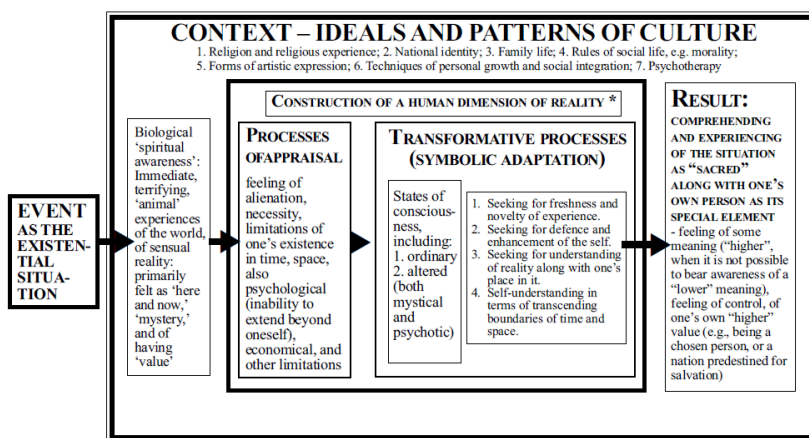 CONTEXT – IDEALS AND PATTERNS OF CULTURE
1. Religion and religious experience; 2. National identity; 3. Family life; 4. Rules of social life, e.g. morality;
5. Forms of artistic expression; 6. Techniques of personal growth and social integration; 7. Psychotherapy
EVENT
AS THE
EXISTEN-
TIAL
SITUA-
TION
Biological
‘spiritual
awareness’:
Immediate,
terrifying,
‘animal’
experiences
of the world,
of sensual
reality:
primarily
felt as ‘here
and now,’
‘mystery,’
and of
having
‘value’
CONSTRUCTION OF A HUMAN DIMENSION OF REALITY *
PROCESSES
OFAPPRAISAL
feeling of
alienation,
necessity,
limitations of
one’s existence
in time, space,
also
psychological
(inability to
extend beyond
oneself),
economical, and
other limitations
TRANSFORMATIVE PROCESSES
(SYMBOLIC ADAPTATION)
States of
conscious-
ness,
including:
1. ordinary
2. altered
(both
mystical
and
psychotic)
1. Seeking for freshness and
novelty of experience.
2. Seeking for defence and
enhancement of the self.
3. Seeking for understanding
of reality along with one’s
place in it.
4. Self-understanding in
terms of transcending
boundaries of time and
space.
RESULT:
COMPREHENDING
AND EXPERIENCING
OF THE SITUATION
AS “SACRED”
ALONG WITH ONE’S
OWN PERSON AS ITS
SPECIAL ELEMENT
- feeling of some
meaning (“higher”,
when it is not possible
to bear awareness of a
“lower” meaning),
feeling of control, of
one’s own “higher”
value (e.g., being a
chosen person, or a
nation predestined for
salvation)